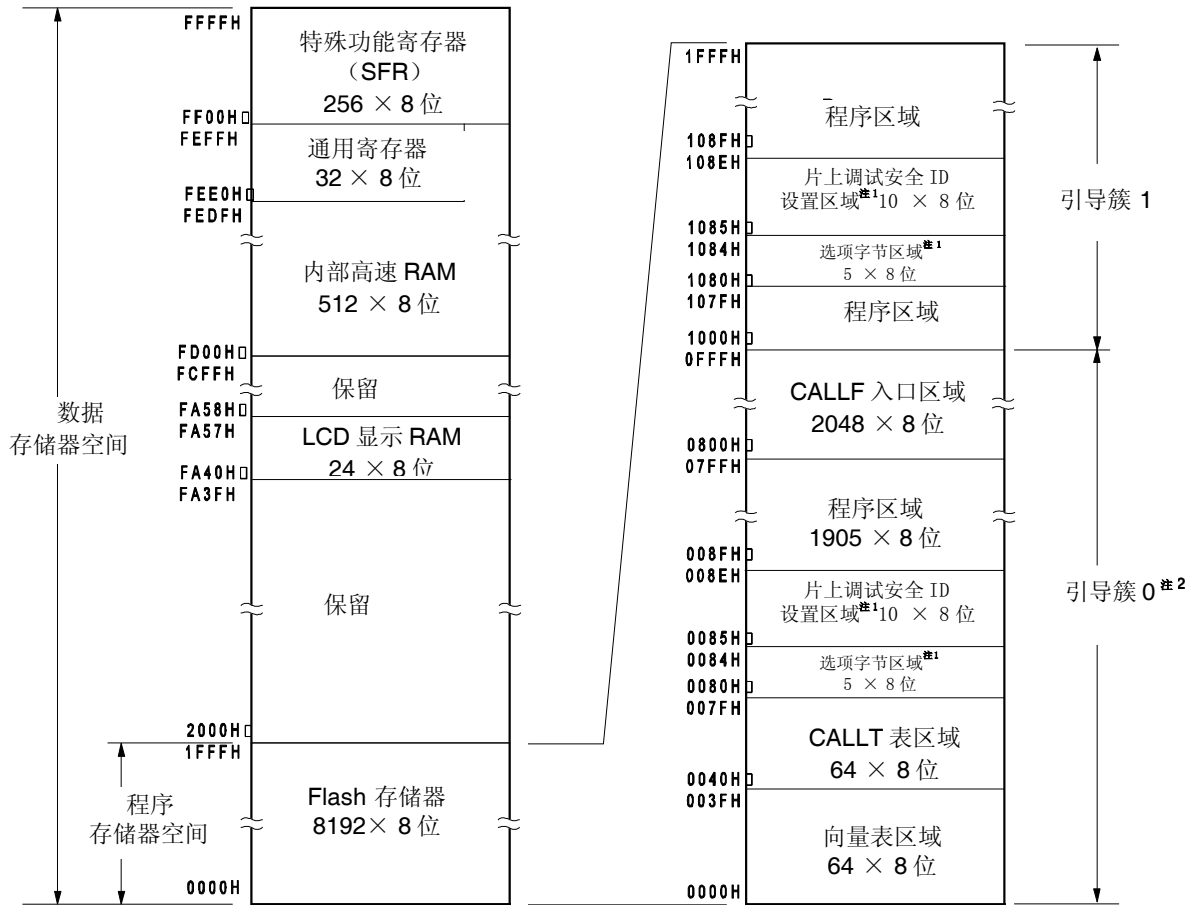 FFFFH
特殊功能寄存器
（SFR）
256 × 8 位
FF00H
FEFFH
通用寄存器
32 × 8 位
FEE0H
FEDFH
内部高速 RAM
512 × 8 位
FD00H
FCFFH
保留
FA58H
FA57H
LCD 显示 RAM
24 × 8 位
FA40H
FA3FH
保留
2000H
1FFFH
Flash 存储器
8192× 8 位
0000H
数据
存储器空间
程序
存储器空间
1FFFH
程序区域
108FH
108EH
片上调试安全 ID
设置区域注1 10 × 8 位
1085H
1084H
选项字节区域注1
5 × 8 位
1080H
107FH
程序区域
1000H
0FFFH
CALLF 入口区域
2048 × 8 位
0800H
07FFH
程序区域
1905 × 8 位
008FH
008EH
片上调试安全 ID
设置区域注1 10 × 8 位
0085H
0084H
选项字节区域注1
5 × 8 位
0080H
007FH
CALLT 表区域
64 × 8 位
0040H
003FH
向量表区域
64 × 8 位
0000H
引导簇 1
引导簇 0注2